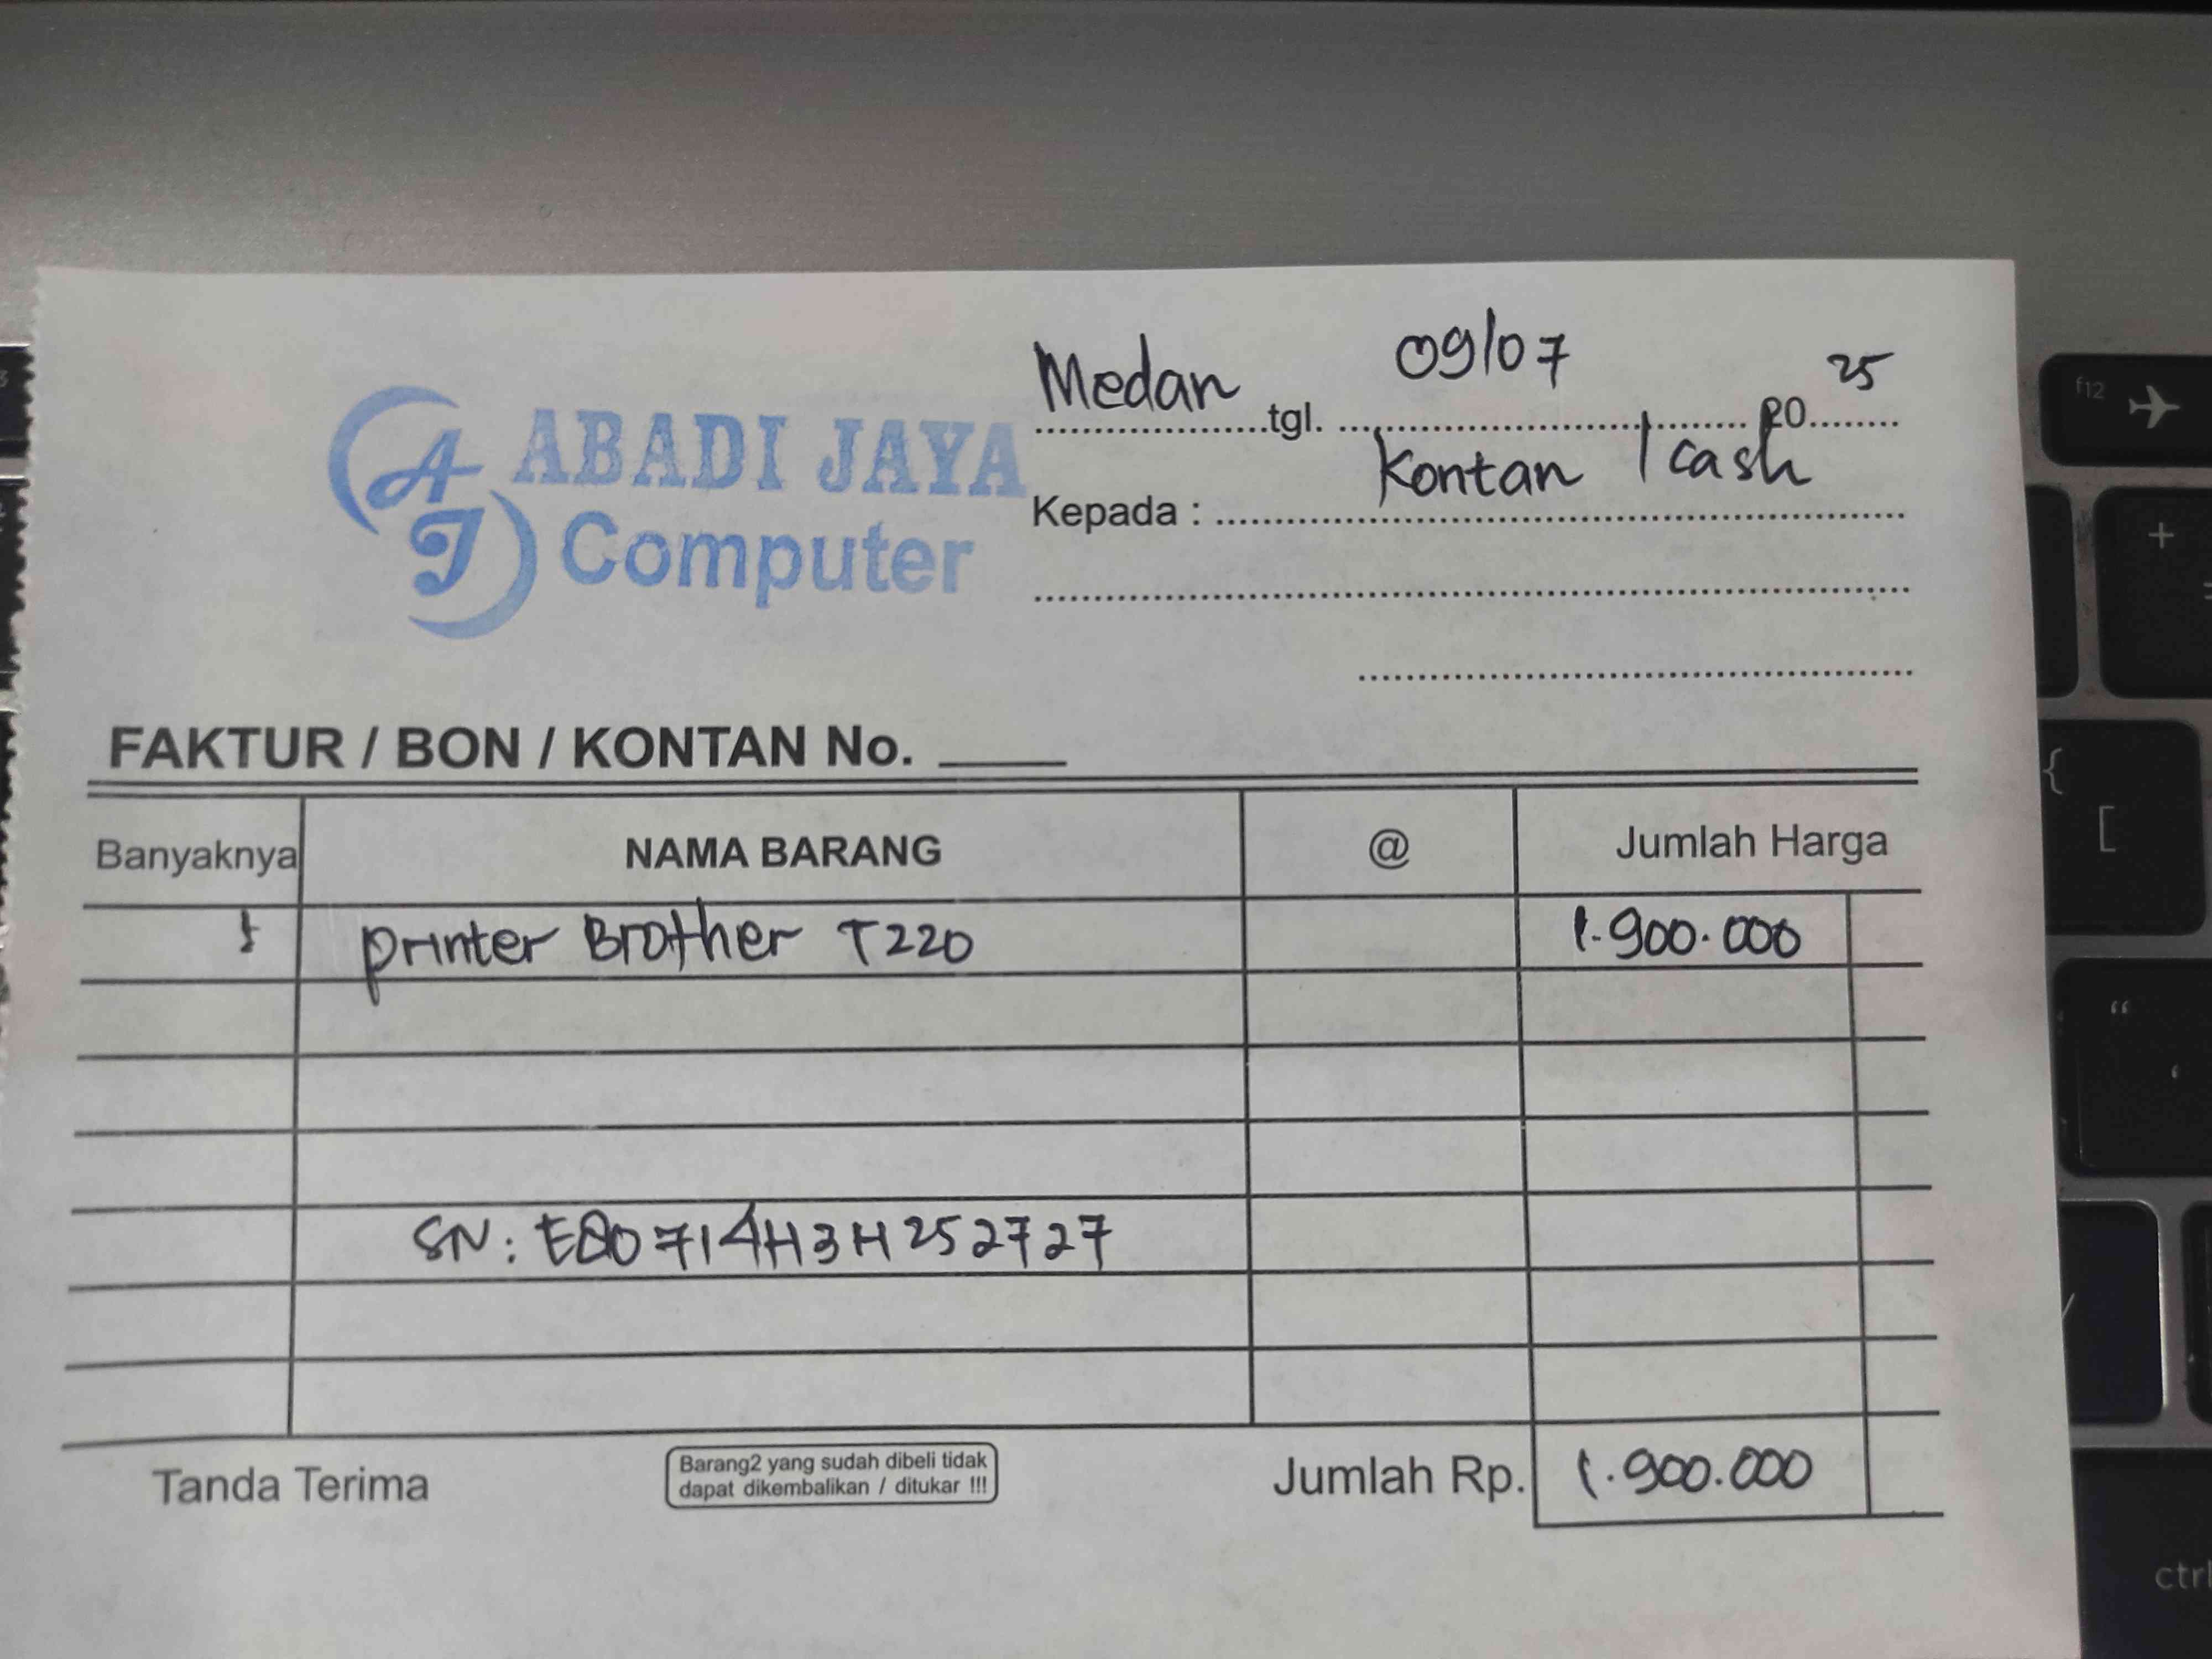 Medan tgl. 09/07 2025
ABADI JAYA
Computer
Kepada : Kontan / cash
FAKTUR / BON / KONTAN No.
Banyaknya NAMA BARANG @ Jumlah Harga
1 Printer Brother T220 1.900.000
SN: E80714H3H252727
Tanda Terima
Barang2 yang sudah dibeli tidak
dapat dikembalikan / ditukar !!!
Jumlah Rp. 1.900.000
f12
+
{
[
“
‘
ctrl